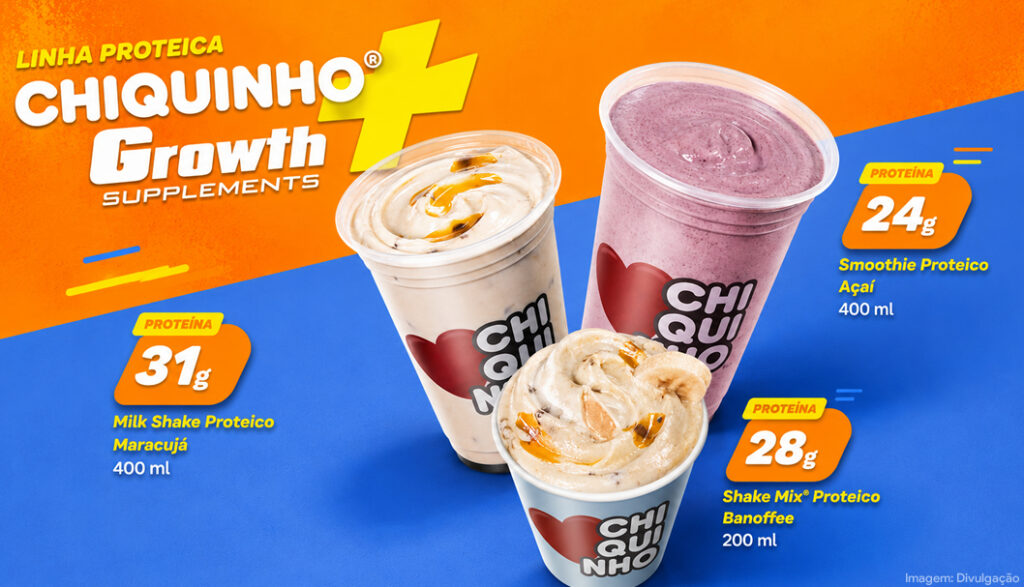 LINHA PROTEICA
CHIQUINHO®
Growth
SUPPLEMENTS
PROTEÍNA
31g
Milk Shake Proteico
Maracujá
400 ml
PROTEÍNA
24g
Smoothie Proteico
Açaí
400 ml
PROTEÍNA
28g
Shake Mix® Proteico
Banoffee
200 ml
CHI
QUI
NHO
CHI
QUI
NHO
CHI
QUI
NHO
Imagem: Divulgação